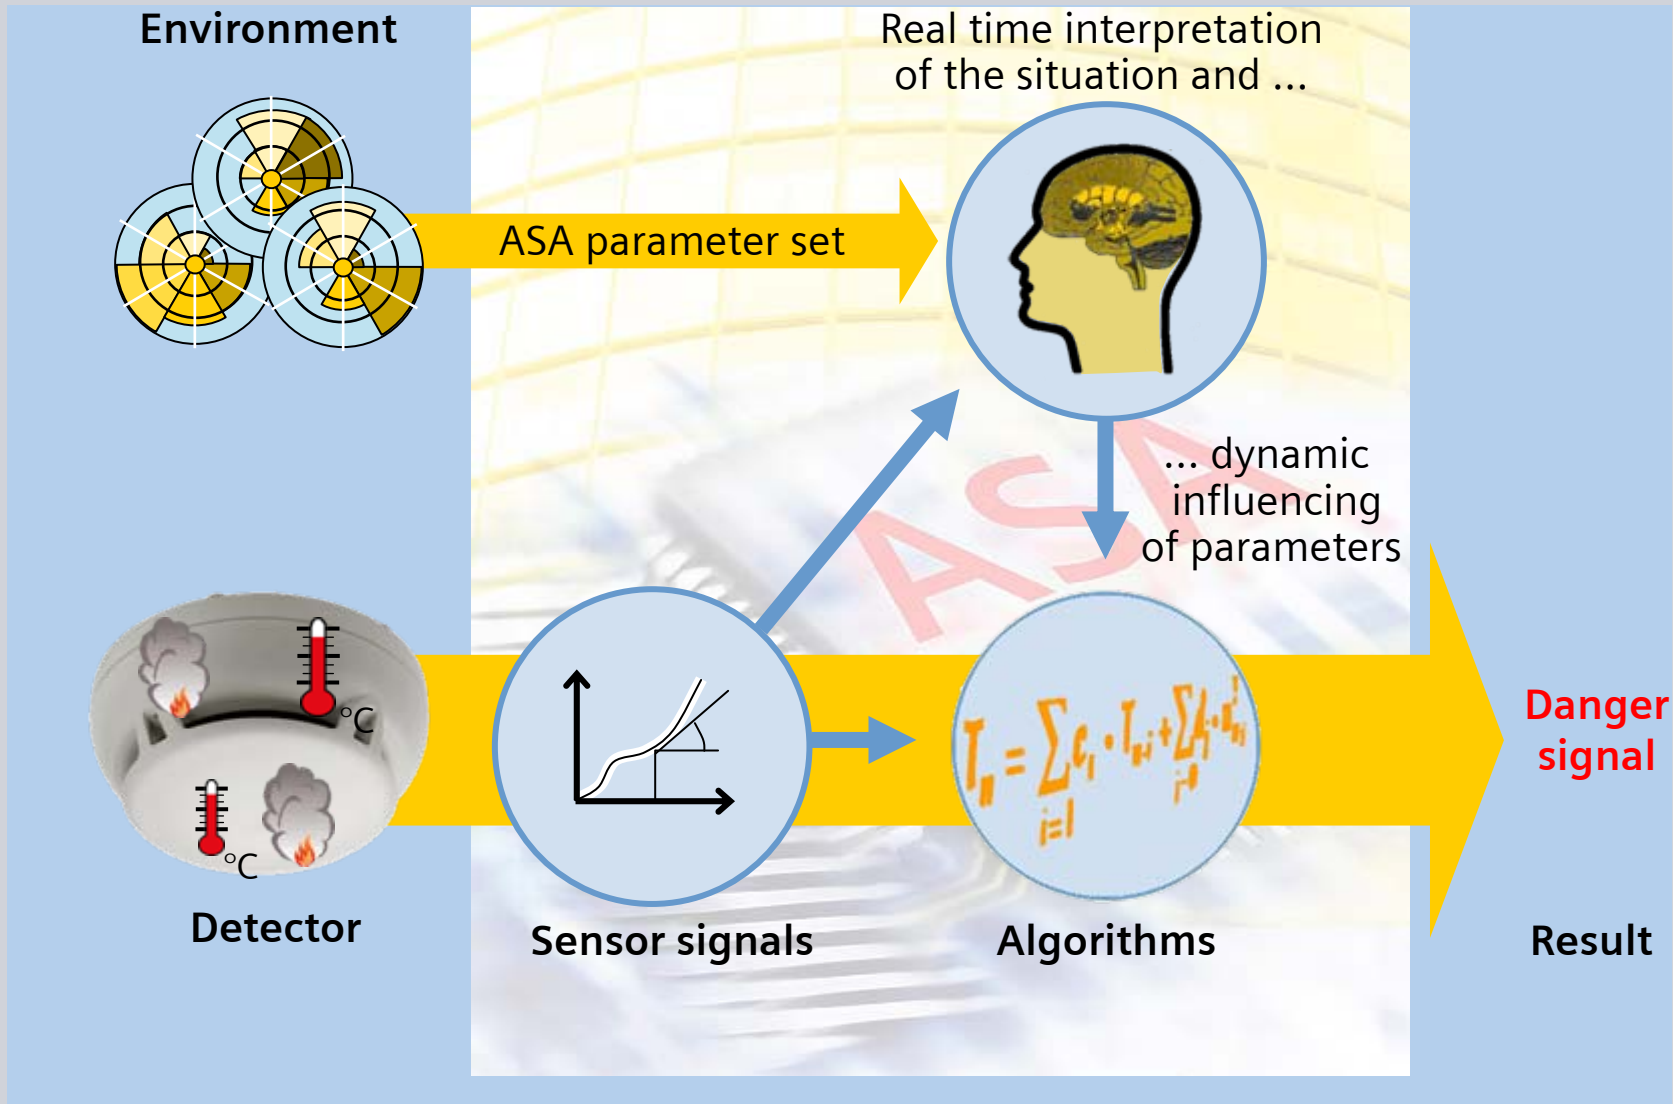 Environment
Real time interpretation
of the situation and ...
ASA parameter set
... dynamic
influencing
of parameters
ASA
°C
°C
Danger
signal
Detector
Sensor signals
Algorithms
Result